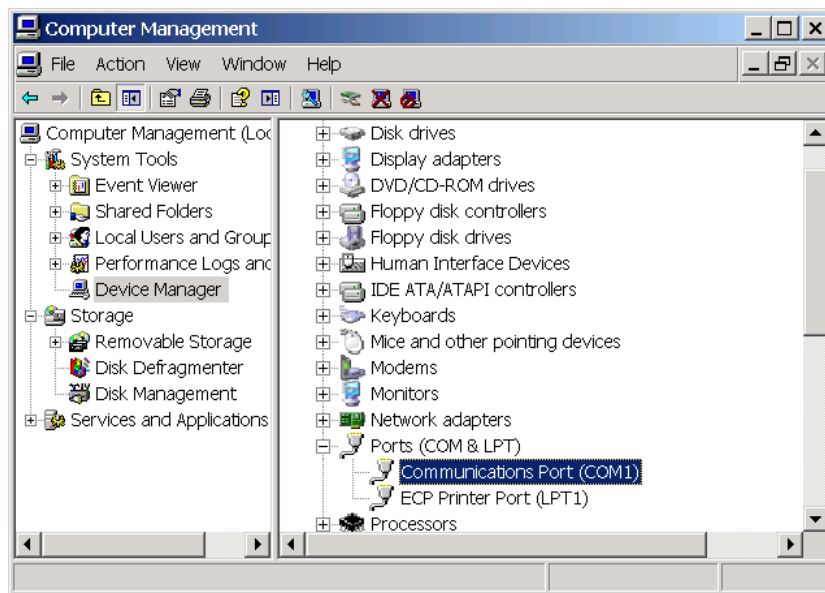 Computer Management
File Action View Window Help
Computer Management (Loc
System Tools
Event Viewer
Shared Folders
Local Users and Group
Performance Logs and
Device Manager
Storage
Removable Storage
Disk Defragmenter
Disk Management
Services and Applications
Disk drives
Display adapters
DVD/CD-ROM drives
Floppy disk controllers
Floppy disk drives
Human Interface Devices
IDE ATA/ATAPI controllers
Keyboards
Mice and other pointing devices
Modems
Monitors
Network adapters
Ports (COM & LPT)
Communications Port (COM1)
ECP Printer Port (LPT1)
Processors